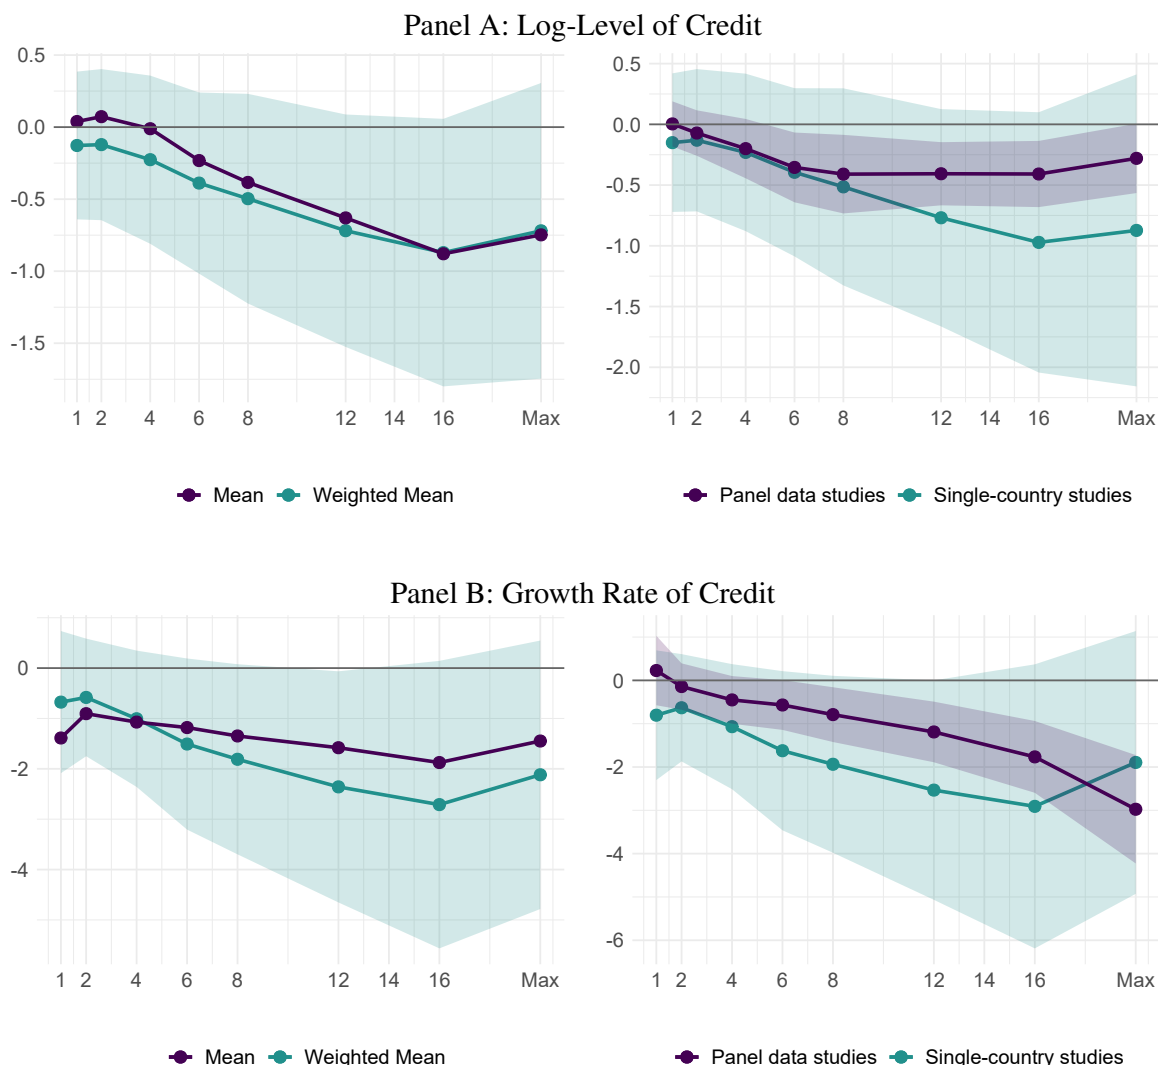 Panel A: Log-Level of Credit
0.5
0.0
-0.5
-1.0
-1.5
1 2 4 6 8 12 14 16 Max
Mean Weighted Mean
0.5
0.0
-0.5
-1.0
-1.5
-2.0
1 2 4 6 8 12 14 16 Max
Panel data studies Single-country studies
Panel B: Growth Rate of Credit
0
-2
-4
1 2 4 6 8 12 14 16 Max
Mean Weighted Mean
0
-2
-4
-6
1 2 4 6 8 12 14 16 Max
Panel data studies Single-country studies